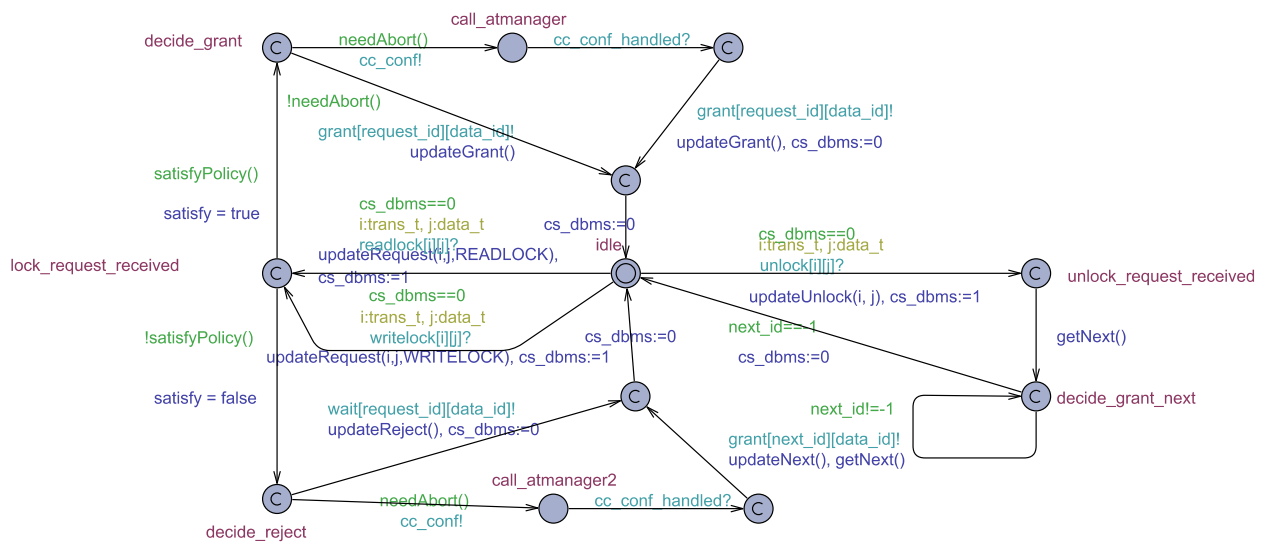 call_atmanager
decide_grant
needAbort()
cc_conf!
cc_conf_handled?
C
C
!needAbort()
grant[request_id][data_id]!
updateGrant()
grant[request_id][data_id]!
updateGrant(), cs_dbms:=0
satisfyPolicy()
satisfy = true
C
cs_dbms==0
i:trans_t, j:data_t
readlock[i][j]?
updateRequest(i,j,READLOCK),
cs_dbms:=1
cs_dbms:=0
idle
cs_dbms==0
i:trans_t, j:data_t
unlock[i][j]?
updateUnlock(i, j), cs_dbms:=1
lock_request_received
C
C
unlock_request_received
cs_dbms==0
i:trans_t, j:data_t
writelock[i][j]?
updateRequest(i,j,WRITELOCK), cs_dbms:=1
cs_dbms:=0
next_id==-1
cs_dbms:=0
getNext()
!satisfyPolicy()
satisfy = false
C
C
decide_grant_next
wait[request_id][data_id]!
updateReject(), cs_dbms:=0
next_id!=-1
grant[next_id][data_id]!
updateNext(), getNext()
call_atmanager2
C
needAbort()
cc_conf!
cc_conf_handled?
C
decide_reject